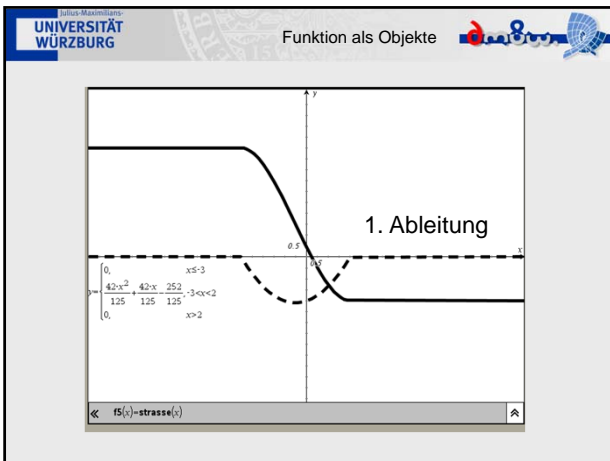 Julius-Maximilians-
UNIVERSITÄT
WÜRZBURG
Funktion als Objekte
y
1. Ableitung
0.5
x
0.5
0, x≤-3
y= 42·x²/125 + 42·x/125 - 252/125, -3<x<2
0, x>2
f5(x)=strasse(x)